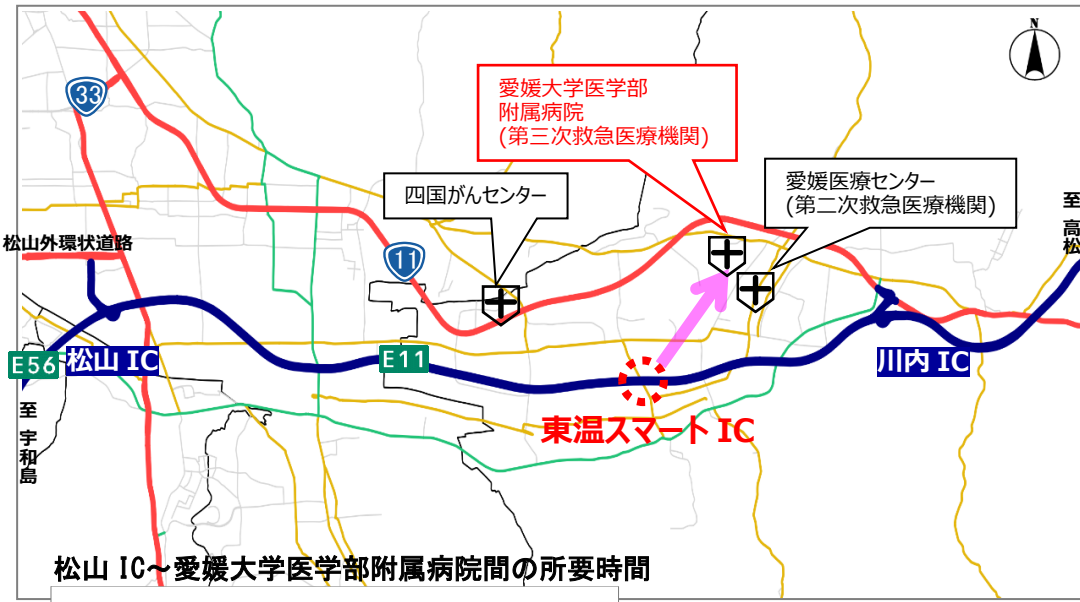 N
33
愛媛大学医学部
附属病院
(第三次救急医療機関)
四国がんセンター
愛媛医療センター
(第二次救急医療機関)
至 高松
松山外環状道路
11
E56
松山 IC
E11
川内 IC
至 宇和島
東温スマート IC
松山 IC～愛媛大学医学部附属病院間の所要時間